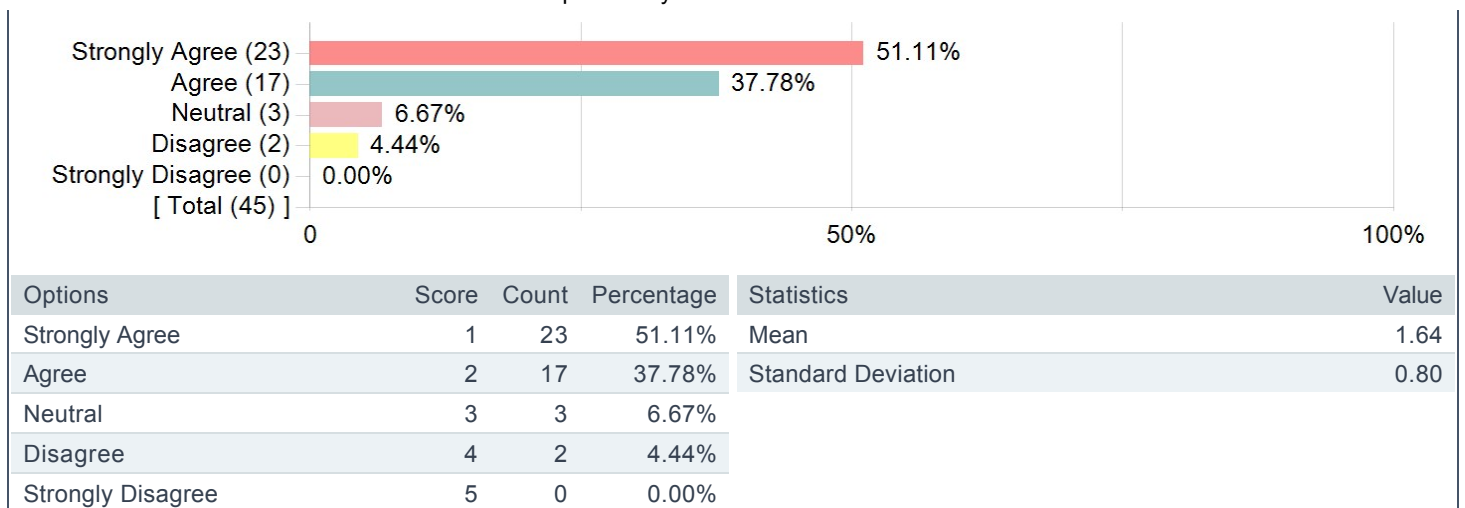 Strongly Agree (23) 51.11%
Agree (17) 37.78%
Neutral (3) 6.67%
Disagree (2) 4.44%
Strongly Disagree (0) 0.00%
[ Total (45) ]
0 50% 100%
Options Score Count Percentage
Strongly Agree 1 23 51.11%
Agree 2 17 37.78%
Neutral 3 3 6.67%
Disagree 4 2 4.44%
Strongly Disagree 5 0 0.00%
Statistics Value
Mean 1.64
Standard Deviation 0.80